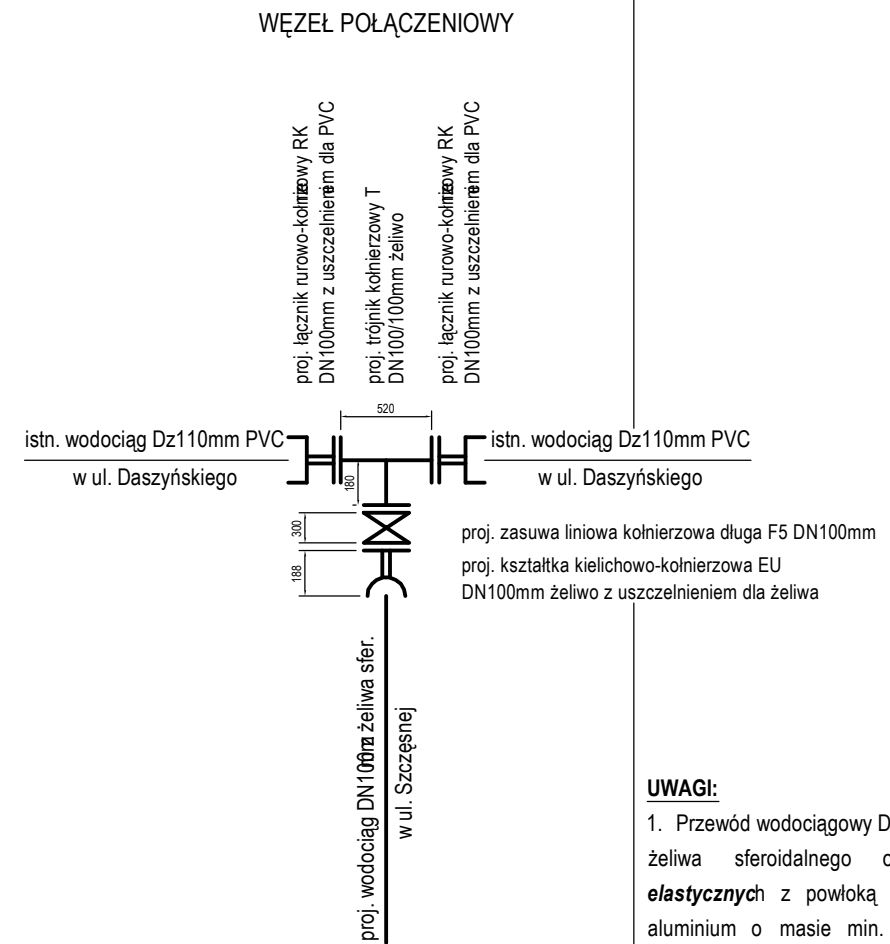 WĘZEŁ POŁĄCZENIOWY
proj. łącznik rurowo-kołnierzowy RK
DN100mm z uszczelnieniem dla PVC
proj. trójnik kołnierzowy T
DN100/100mm żeliwo
proj. łącznik rurowo-kołnierzowy RK
DN100mm z uszczelnieniem dla PVC
520
istn. wodociąg Dz110mm PVC
w ul. Daszyńskiego
istn. wodociąg Dz110mm PVC
w ul. Daszyńskiego
180
300
188
proj. zasuwa liniowa kołnierzowa długa F5 DN100mm
proj. kształtka kielichowo-kołnierzowa EU
DN100mm żeliwo z uszczelnieniem dla żeliwa
proj. wodociąg DN100mm z żeliwa sfer.
w ul. Szczęsnej
UWAGI:
1. Przewód wodociągowy D
żeliwa sferoidalnego
elastycznych z powłoką
aluminium o masie min.